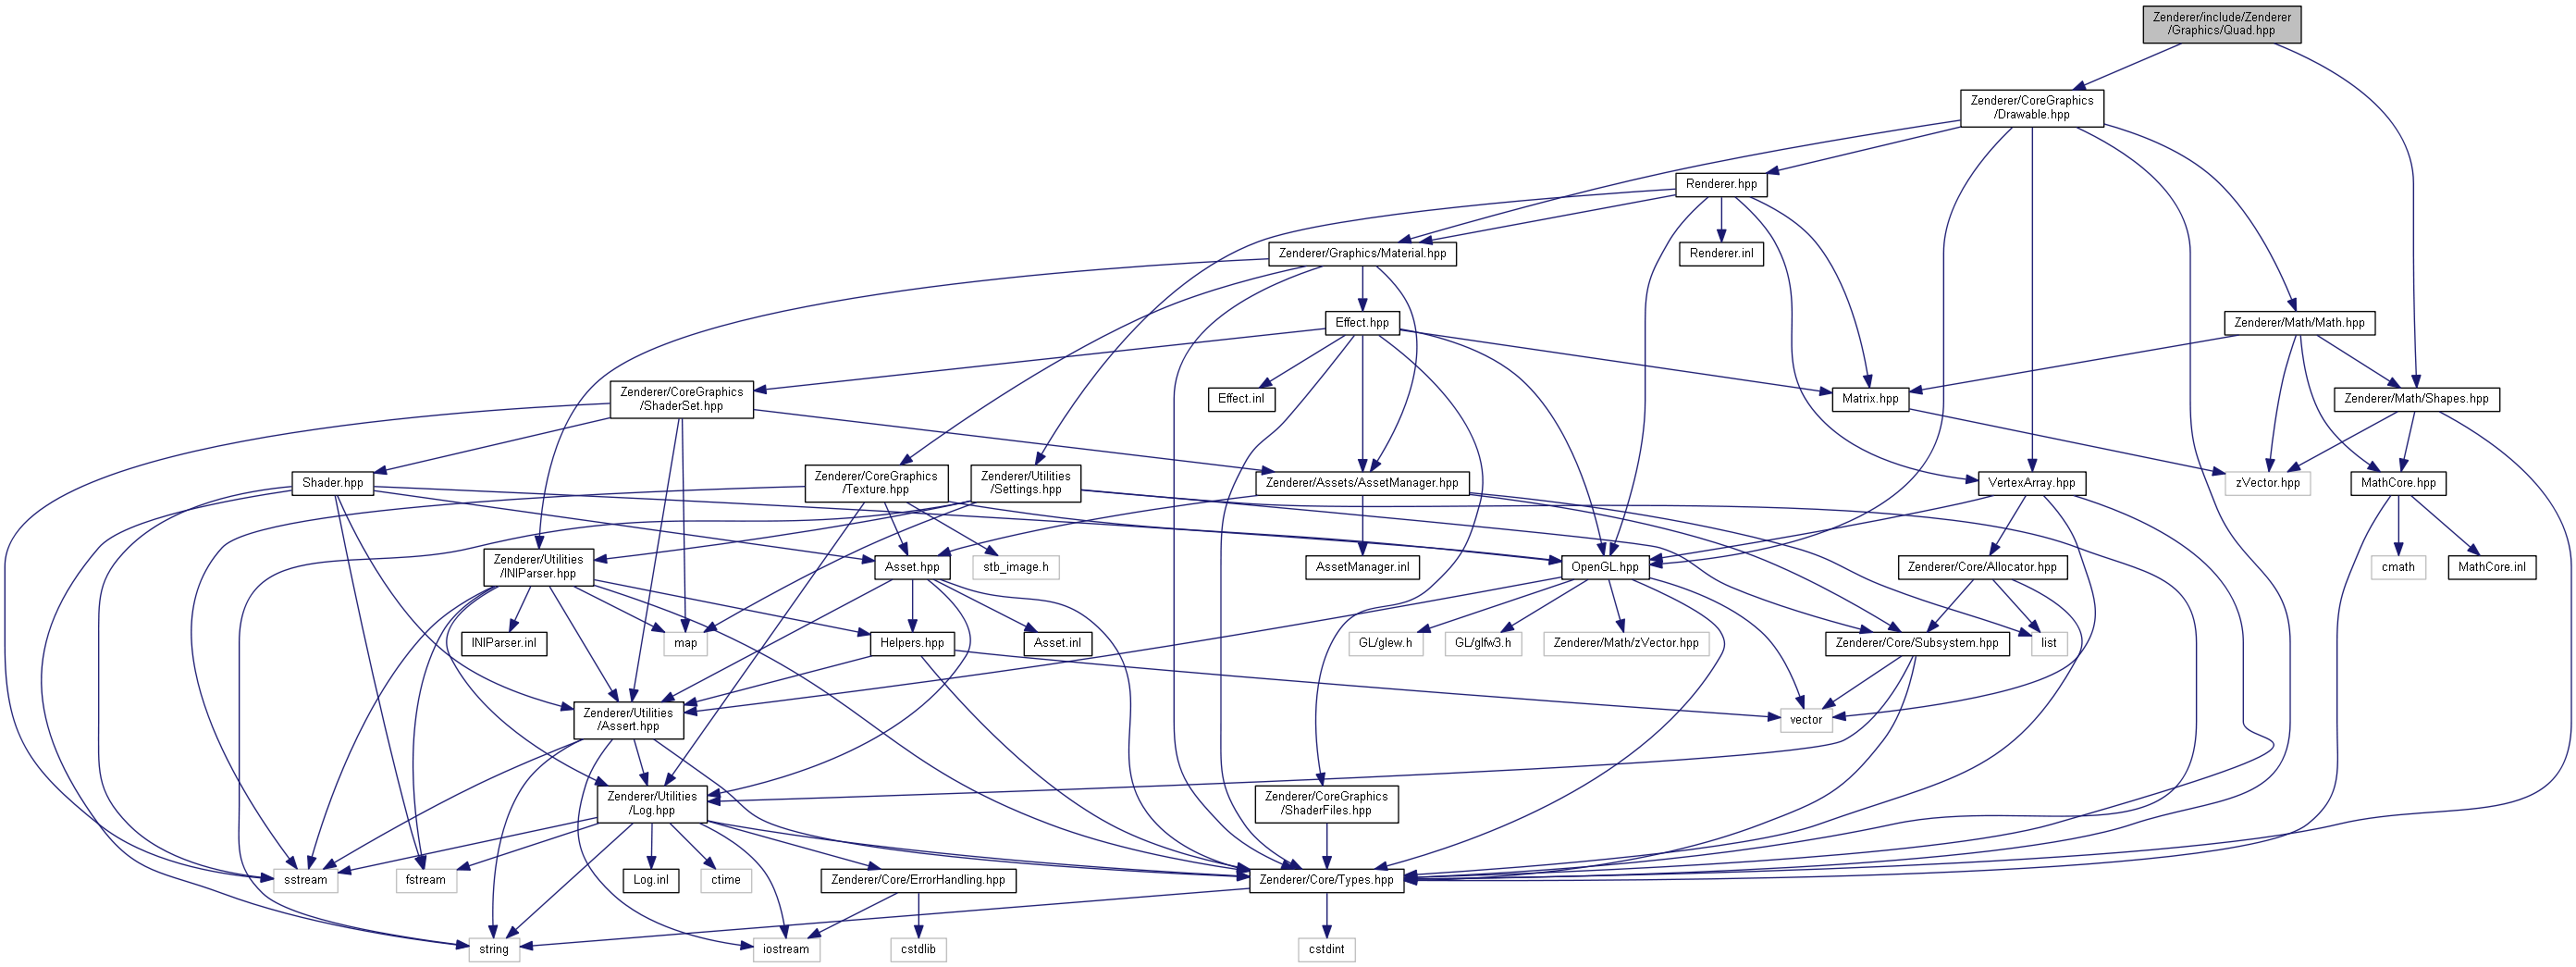 Zenderer/include/Zenderer
/Graphics/Quad.hpp
Zenderer/CoreGraphics
/Drawable.hpp
Renderer.hpp
Zenderer/Graphics/Material.hpp
Renderer.inl
Effect.hpp
Zenderer/Math/Math.hpp
Zenderer/CoreGraphics
/ShaderSet.hpp
Effect.inl
Matrix.hpp
Zenderer/Math/Shapes.hpp
Shader.hpp
Zenderer/CoreGraphics
/Texture.hpp
Zenderer/Utilities
/Settings.hpp
Zenderer/Assets/AssetManager.hpp
VertexArray.hpp
zVector.hpp
MathCore.hpp
Zenderer/Utilities
/INIParser.hpp
Asset.hpp
stb_image.h
AssetManager.inl
OpenGL.hpp
Zenderer/Core/Allocator.hpp
cmath
MathCore.inl
INIParser.inl
map
Helpers.hpp
Asset.inl
GL/glew.h
GL/glfw3.h
Zenderer/Math/zVector.hpp
Zenderer/Core/Subsystem.hpp
list
Zenderer/Utilities
/Assert.hpp
vector
Zenderer/Utilities
/Log.hpp
Zenderer/CoreGraphics
/ShaderFiles.hpp
sstream
fstream
Log.inl
ctime
Zenderer/Core/ErrorHandling.hpp
Zenderer/Core/Types.hpp
string
iostream
cstdlib
cstdint